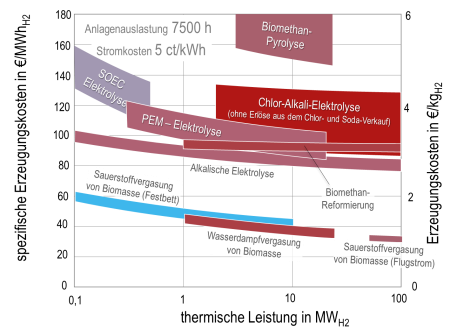 Anlagenauslastung 7500 h
Stromkosten 5 ct/kWh
spezifische Erzeugungskosten in €/MWhH2
Erzeugungskosten in €/kgH2
180
160
140
120
100
80
60
40
20
0
6
4
2
0
Biomethan-
Pyrolyse
SOEC
Elektrolyse
PEM – Elektrolyse
Chlor-Alkali-Elektrolyse
(ohne Erlöse aus dem Chlor- und Soda-Verkauf)
Alkalische Elektrolyse
Biomethan-
Reformierung
Sauerstoffvergasung
von Biomasse (Festbett)
Wasserdampfvergasung
von Biomasse
Sauerstoffvergasung
von Biomasse (Flugstrom)
0,1 1 10 100
thermische Leistung in MWH2